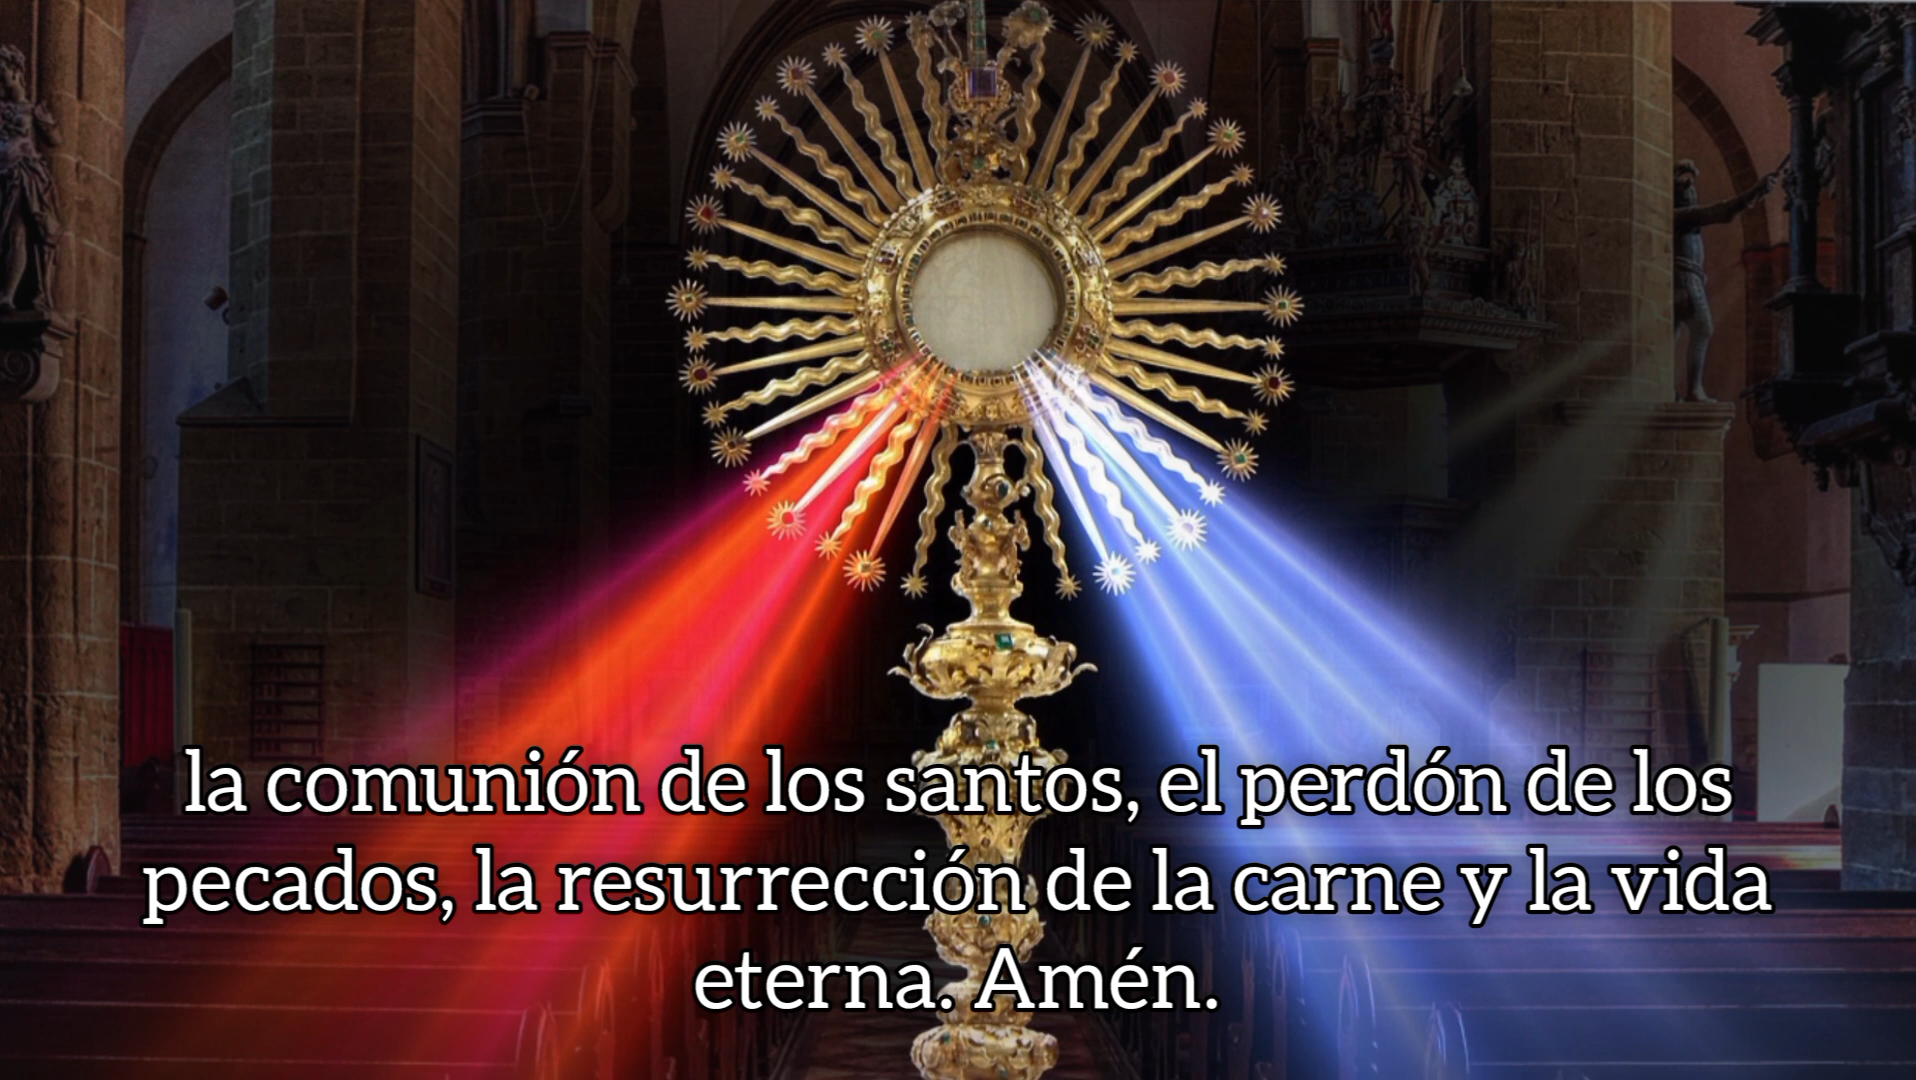 la comunión de los santos, el perdón de los
pecados, la resurrección de la carne y la vida
eterna. Amén.